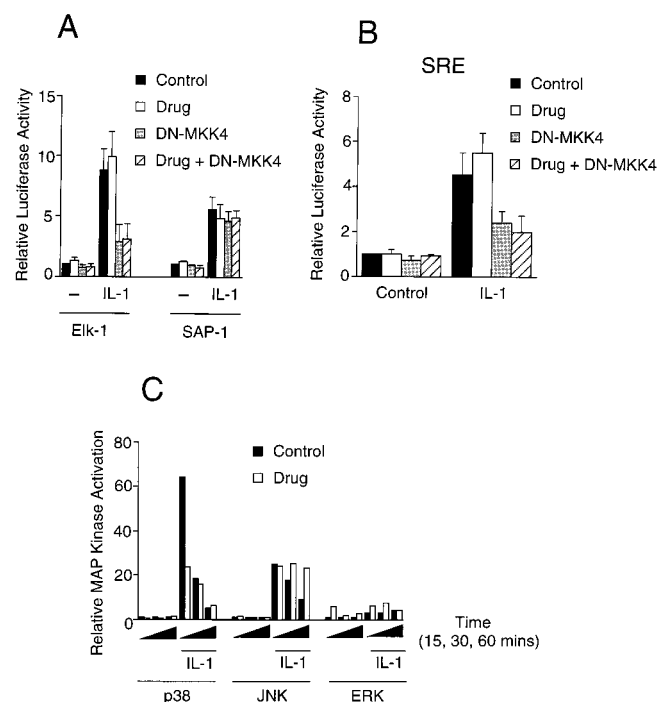 A
Control
Drug
DN-MKK4
Drug + DN-MKK4
Relative Luciferase Activity
15
10
5
0
– IL-1 – IL-1
Elk-1 SAP-1
B
SRE
Control
Drug
DN-MKK4
Drug + DN-MKK4
Relative Luciferase Activity
8
6
4
2
0
Control IL-1
C
Control
Drug
Relative MAP Kinase Activation
80
60
40
20
0
Time
(15, 30, 60 mins)
IL-1 IL-1 IL-1
p38 JNK ERK